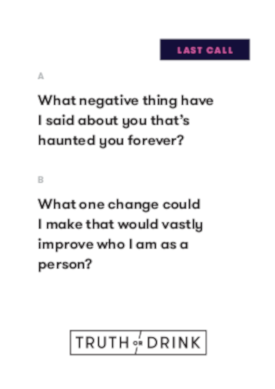 LAST CALL
A
What negative thing have
I said about you that's
haunted you forever?
B
What one change could
I make that would vastly
improve who I am as a
person?
TRUTH OR DRINK